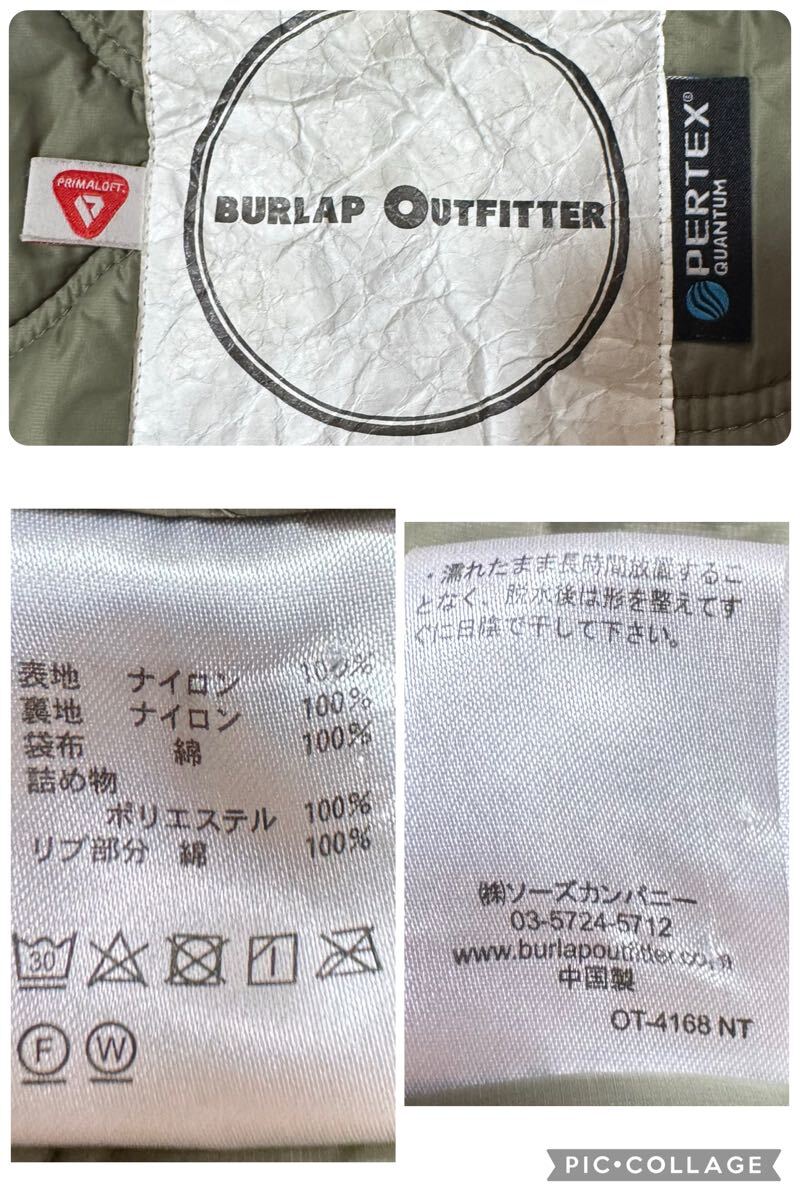 PRIMALOFT®
BURLAP OUTFITTER
PERTEX®
QUANTUM
表地 ナイロン 100%
裏地 ナイロン 100%
袋布 綿 100%
詰め物
ポリエステル 100%
リブ部分 綿 100%
30
F W
・濡れたまま長時間放置するこ
となく、脱水後は形を整えてす
ぐに日陰で干して下さい。
㈱ソーズカンパニー
03-5724-5712
www.burlapoutfitter.co.jp
中国製
OT-4168 NT
PIC•COLLAGE